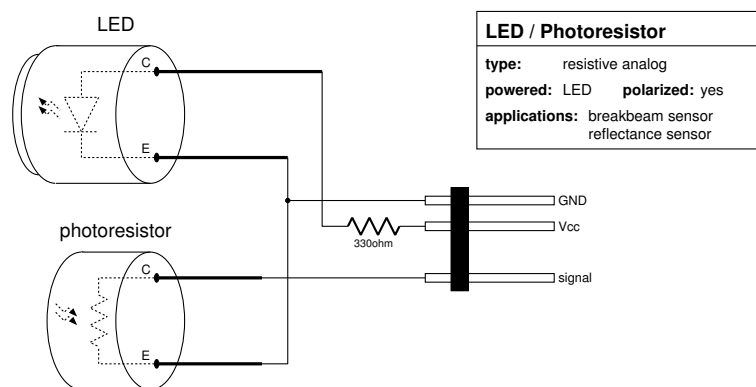 LED
C
E
GND
Vcc
330ohm
photoresistor
C
signal
E
LED / Photoresistor
type: resistive analog
powered: LED polarized: yes
applications: breakbeam sensor
reflectance sensor